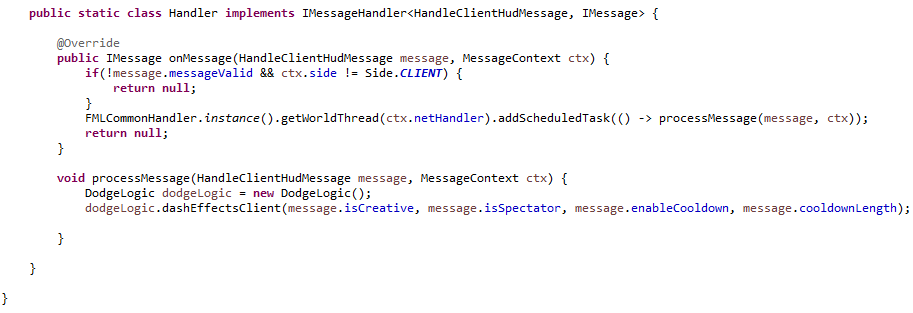 public static class Handler implements IMessageHandler<HandleClientHudMessage, IMessage> {
@Override
public IMessage onMessage(HandleClientHudMessage message, MessageContext ctx) {
if(!message.messageValid && ctx.side != Side.CLIENT) {
return null;
}
FMLCommonHandler.instance().getWorldThread(ctx.netHandler).addScheduledTask(() -> processMessage(message, ctx));
return null;
}
void processMessage(HandleClientHudMessage message, MessageContext ctx) {
DodgeLogic dodgeLogic = new DodgeLogic();
dodgeLogic.dashEffectsClient(message.isCreative, message.isSpectator, message.enableCooldown, message.cooldownLength);
}
}
}